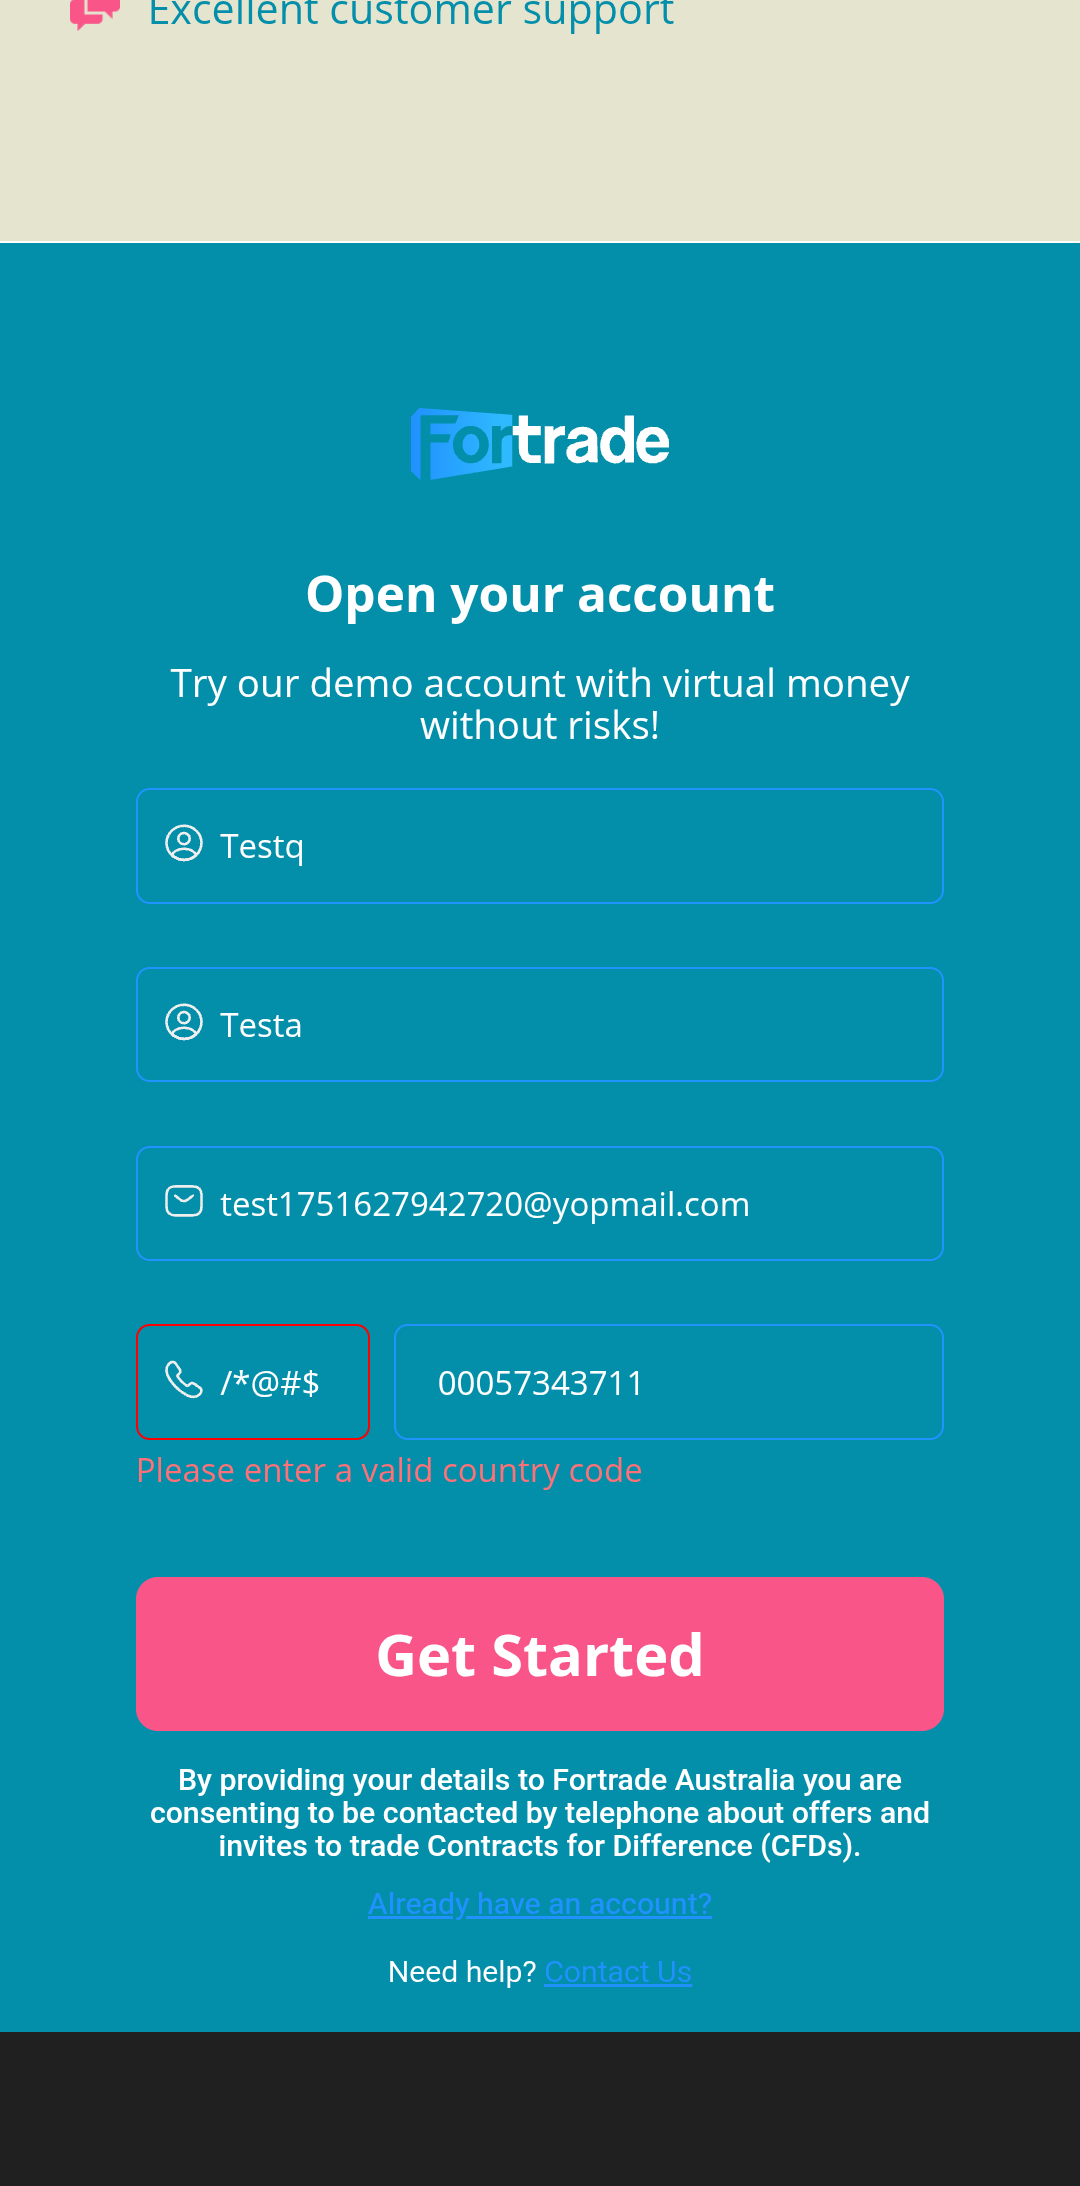 Excellent customer support
Fortrade
Open your account
Try our demo account with virtual money
without risks!
Testq
Testa
test1751627942720@yopmail.com
/*@#$ 00057343711
Please enter a valid country code
Get Started
By providing your details to Fortrade Australia you are
consenting to be contacted by telephone about offers and
invites to trade Contracts for Difference (CFDs).
Already have an account?
Need help? Contact Us